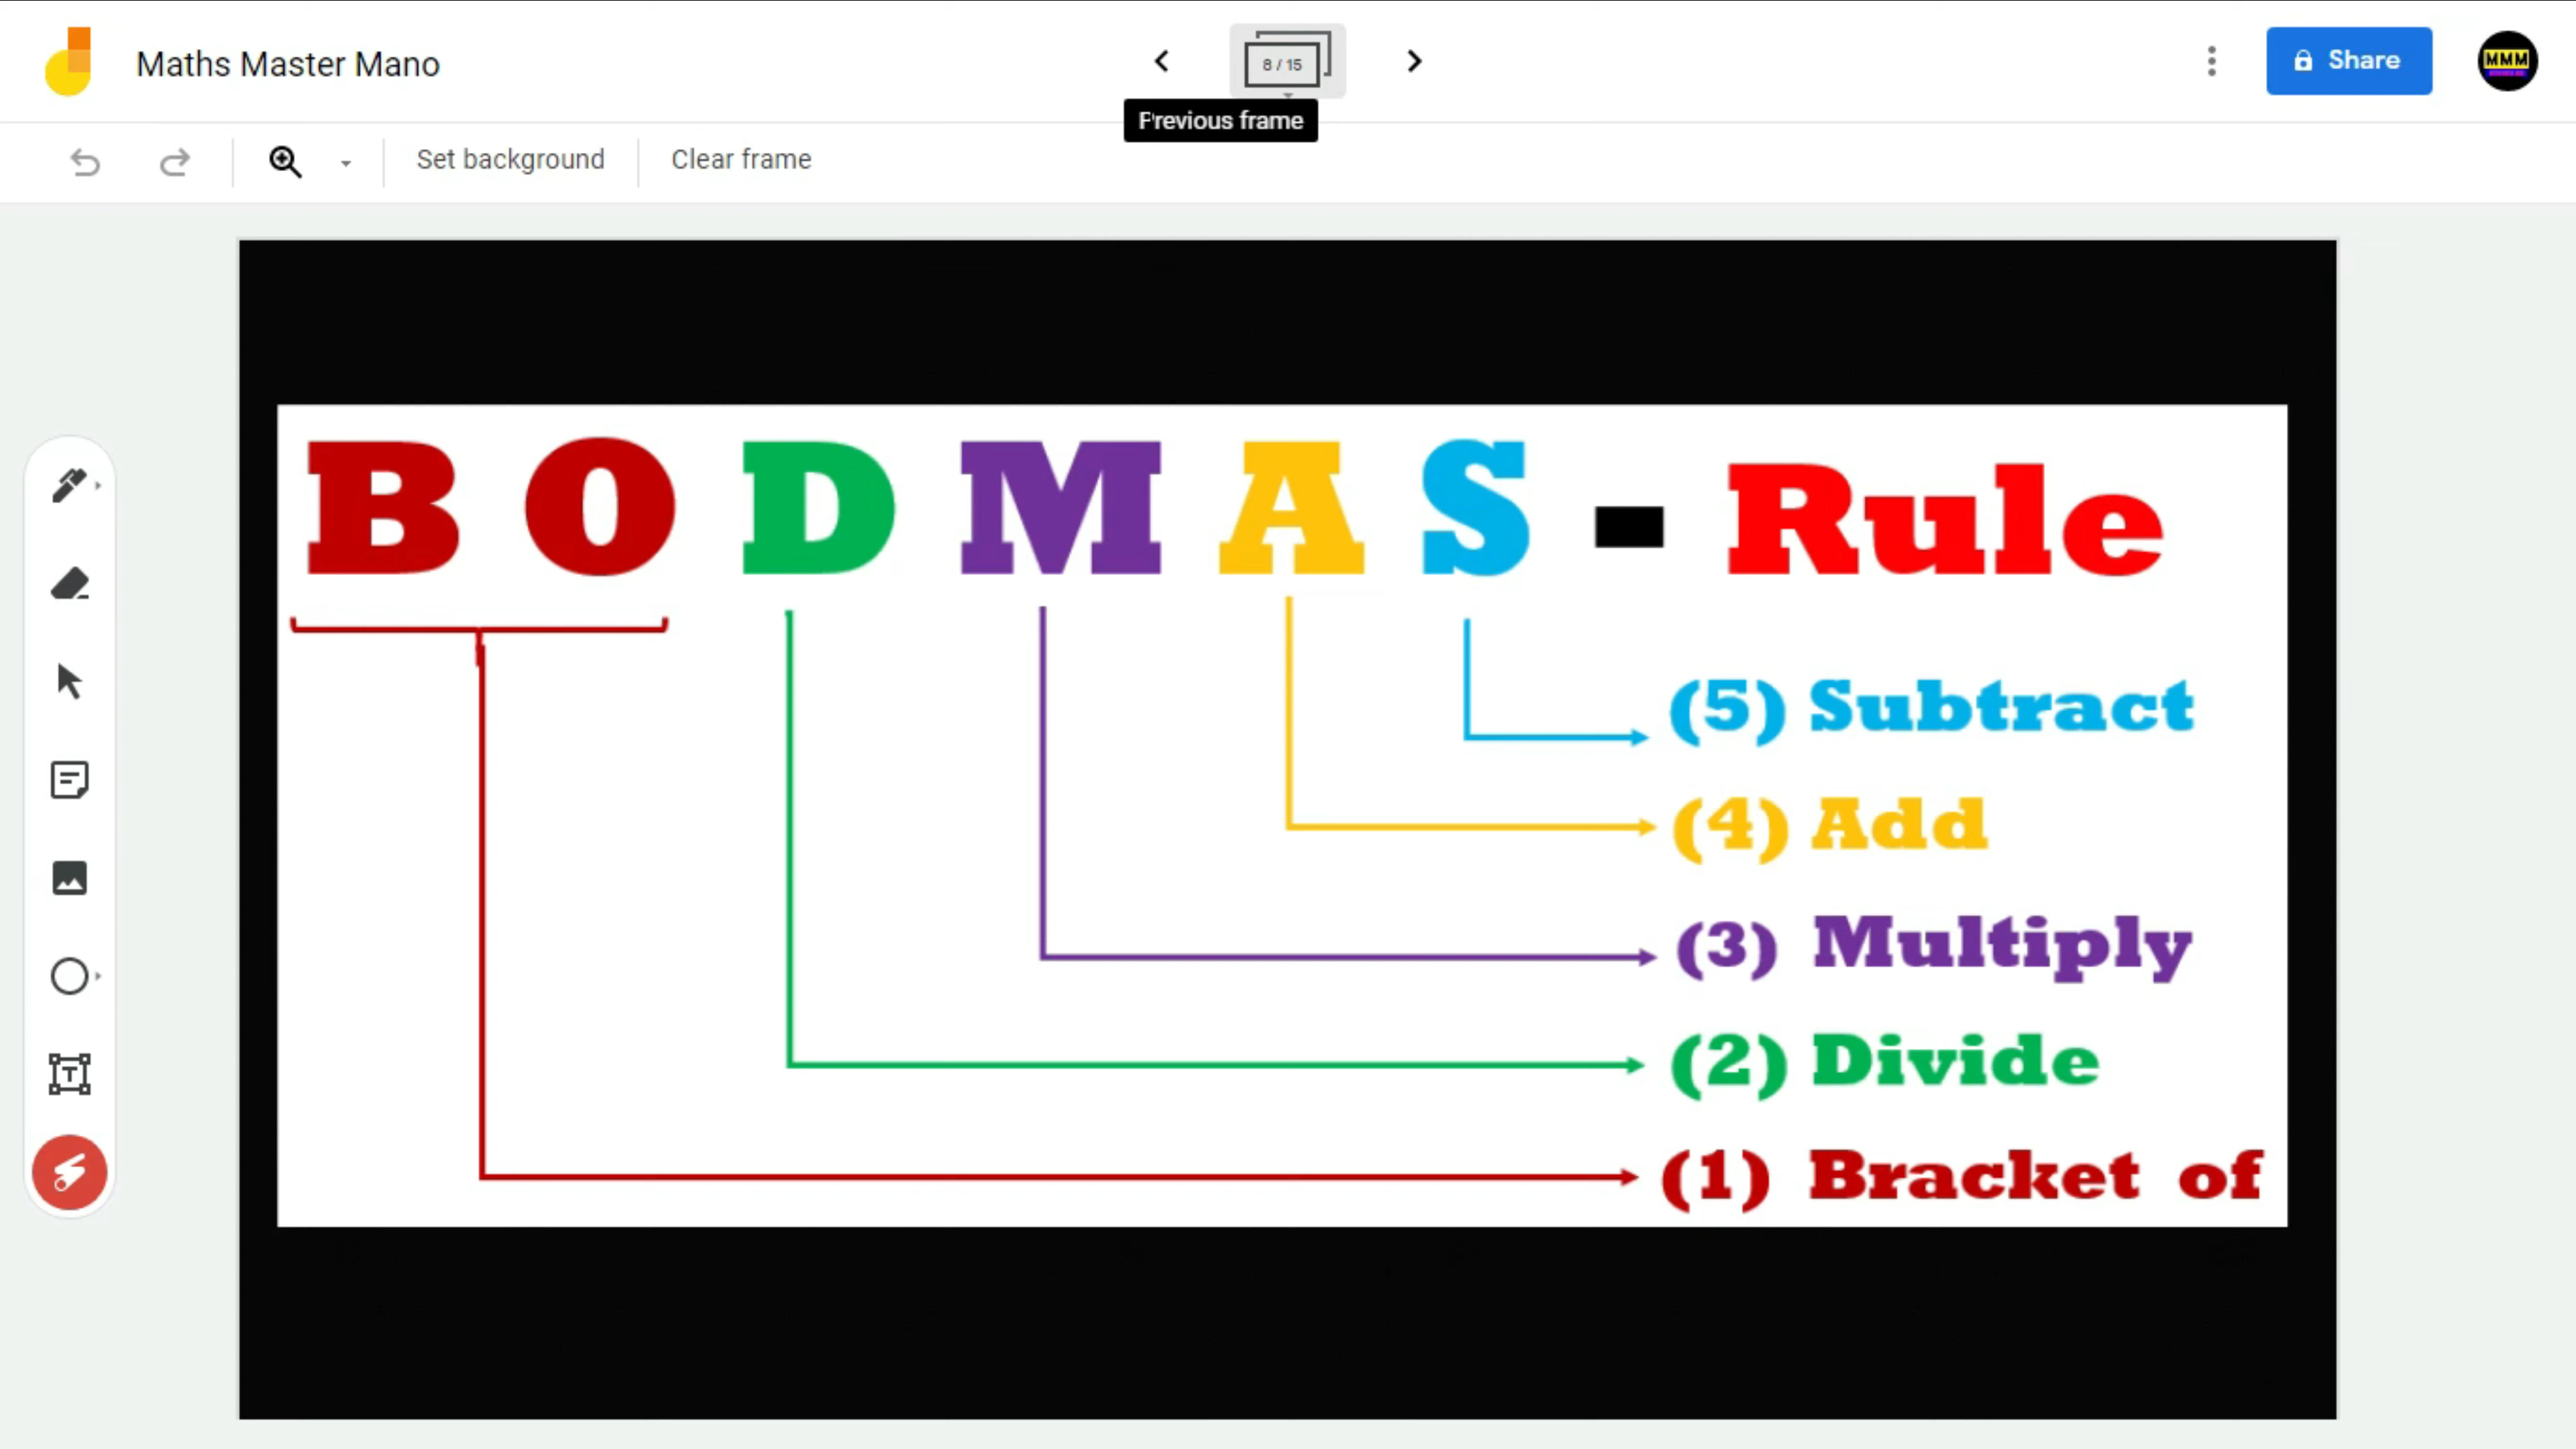 Maths Master Mano
8 / 15
Share
MMM
Previous frame
Set background
Clear frame
B O D M A S - Rule
(5) Subtract
(4) Add
(3) Multiply
(2) Divide
(1) Bracket of